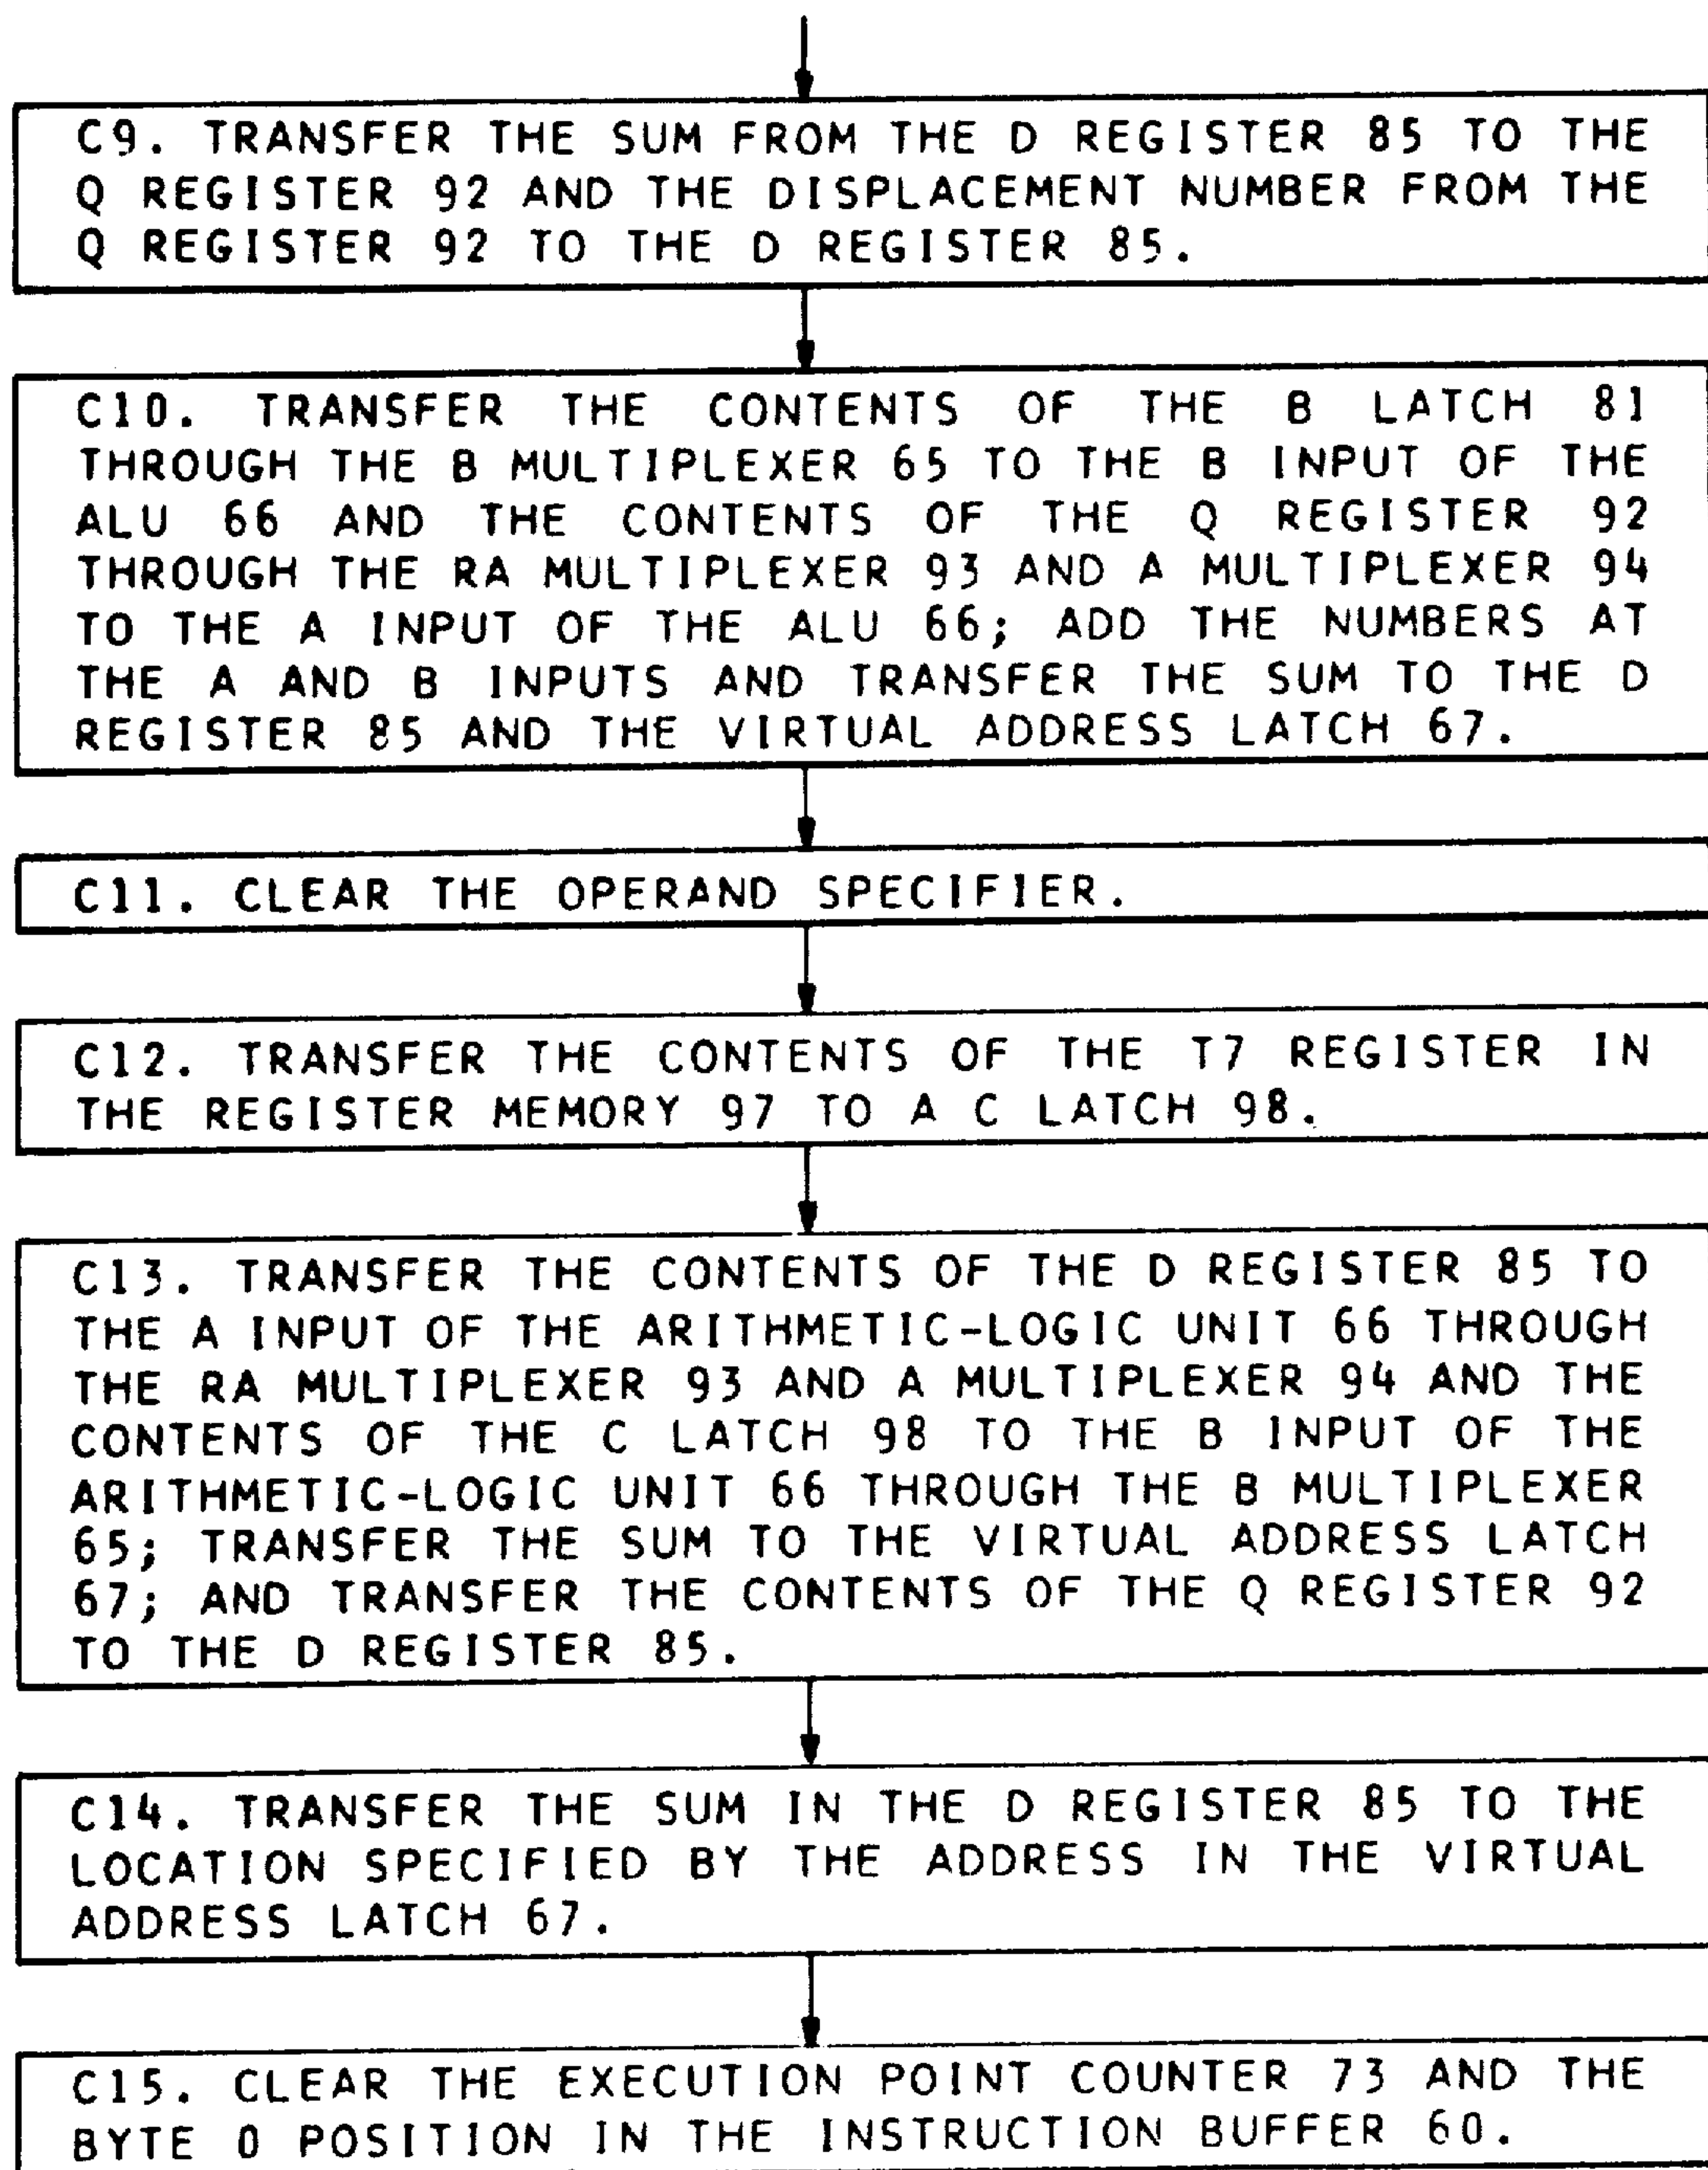 C9. TRANSFER THE SUM FROM THE D REGISTER 85 TO THE
Q REGISTER 92 AND THE DISPLACEMENT NUMBER FROM THE
Q REGISTER 92 TO THE D REGISTER 85.
C10. TRANSFER THE CONTENTS OF THE B LATCH 81
THROUGH THE B MULTIPLEXER 65 TO THE B INPUT OF THE
ALU 66 AND THE CONTENTS OF THE Q REGISTER 92
THROUGH THE RA MULTIPLEXER 93 AND A MULTIPLEXER 94
TO THE A INPUT OF THE ALU 66; ADD THE NUMBERS AT
THE A AND B INPUTS AND TRANSFER THE SUM TO THE D
REGISTER 85 AND THE VIRTUAL ADDRESS LATCH 67.
C11. CLEAR THE OPERAND SPECIFIER.
C12. TRANSFER THE CONTENTS OF THE T7 REGISTER IN
THE REGISTER MEMORY 97 TO A C LATCH 98.
C13. TRANSFER THE CONTENTS OF THE D REGISTER 85 TO
THE A INPUT OF THE ARITHMETIC-LOGIC UNIT 66 THROUGH
THE RA MULTIPLEXER 93 AND A MULTIPLEXER 94 AND THE
CONTENTS OF THE C LATCH 98 TO THE B INPUT OF THE
ARITHMETIC-LOGIC UNIT 66 THROUGH THE B MULTIPLEXER
65; TRANSFER THE SUM TO THE VIRTUAL ADDRESS LATCH
67; AND TRANSFER THE CONTENTS OF THE Q REGISTER 92
TO THE D REGISTER 85.
C14. TRANSFER THE SUM IN THE D REGISTER 85 TO THE
LOCATION SPECIFIED BY THE ADDRESS IN THE VIRTUAL
ADDRESS LATCH 67.
C15. CLEAR THE EXECUTION POINT COUNTER 73 AND THE
BYTE 0 POSITION IN THE INSTRUCTION BUFFER 60.